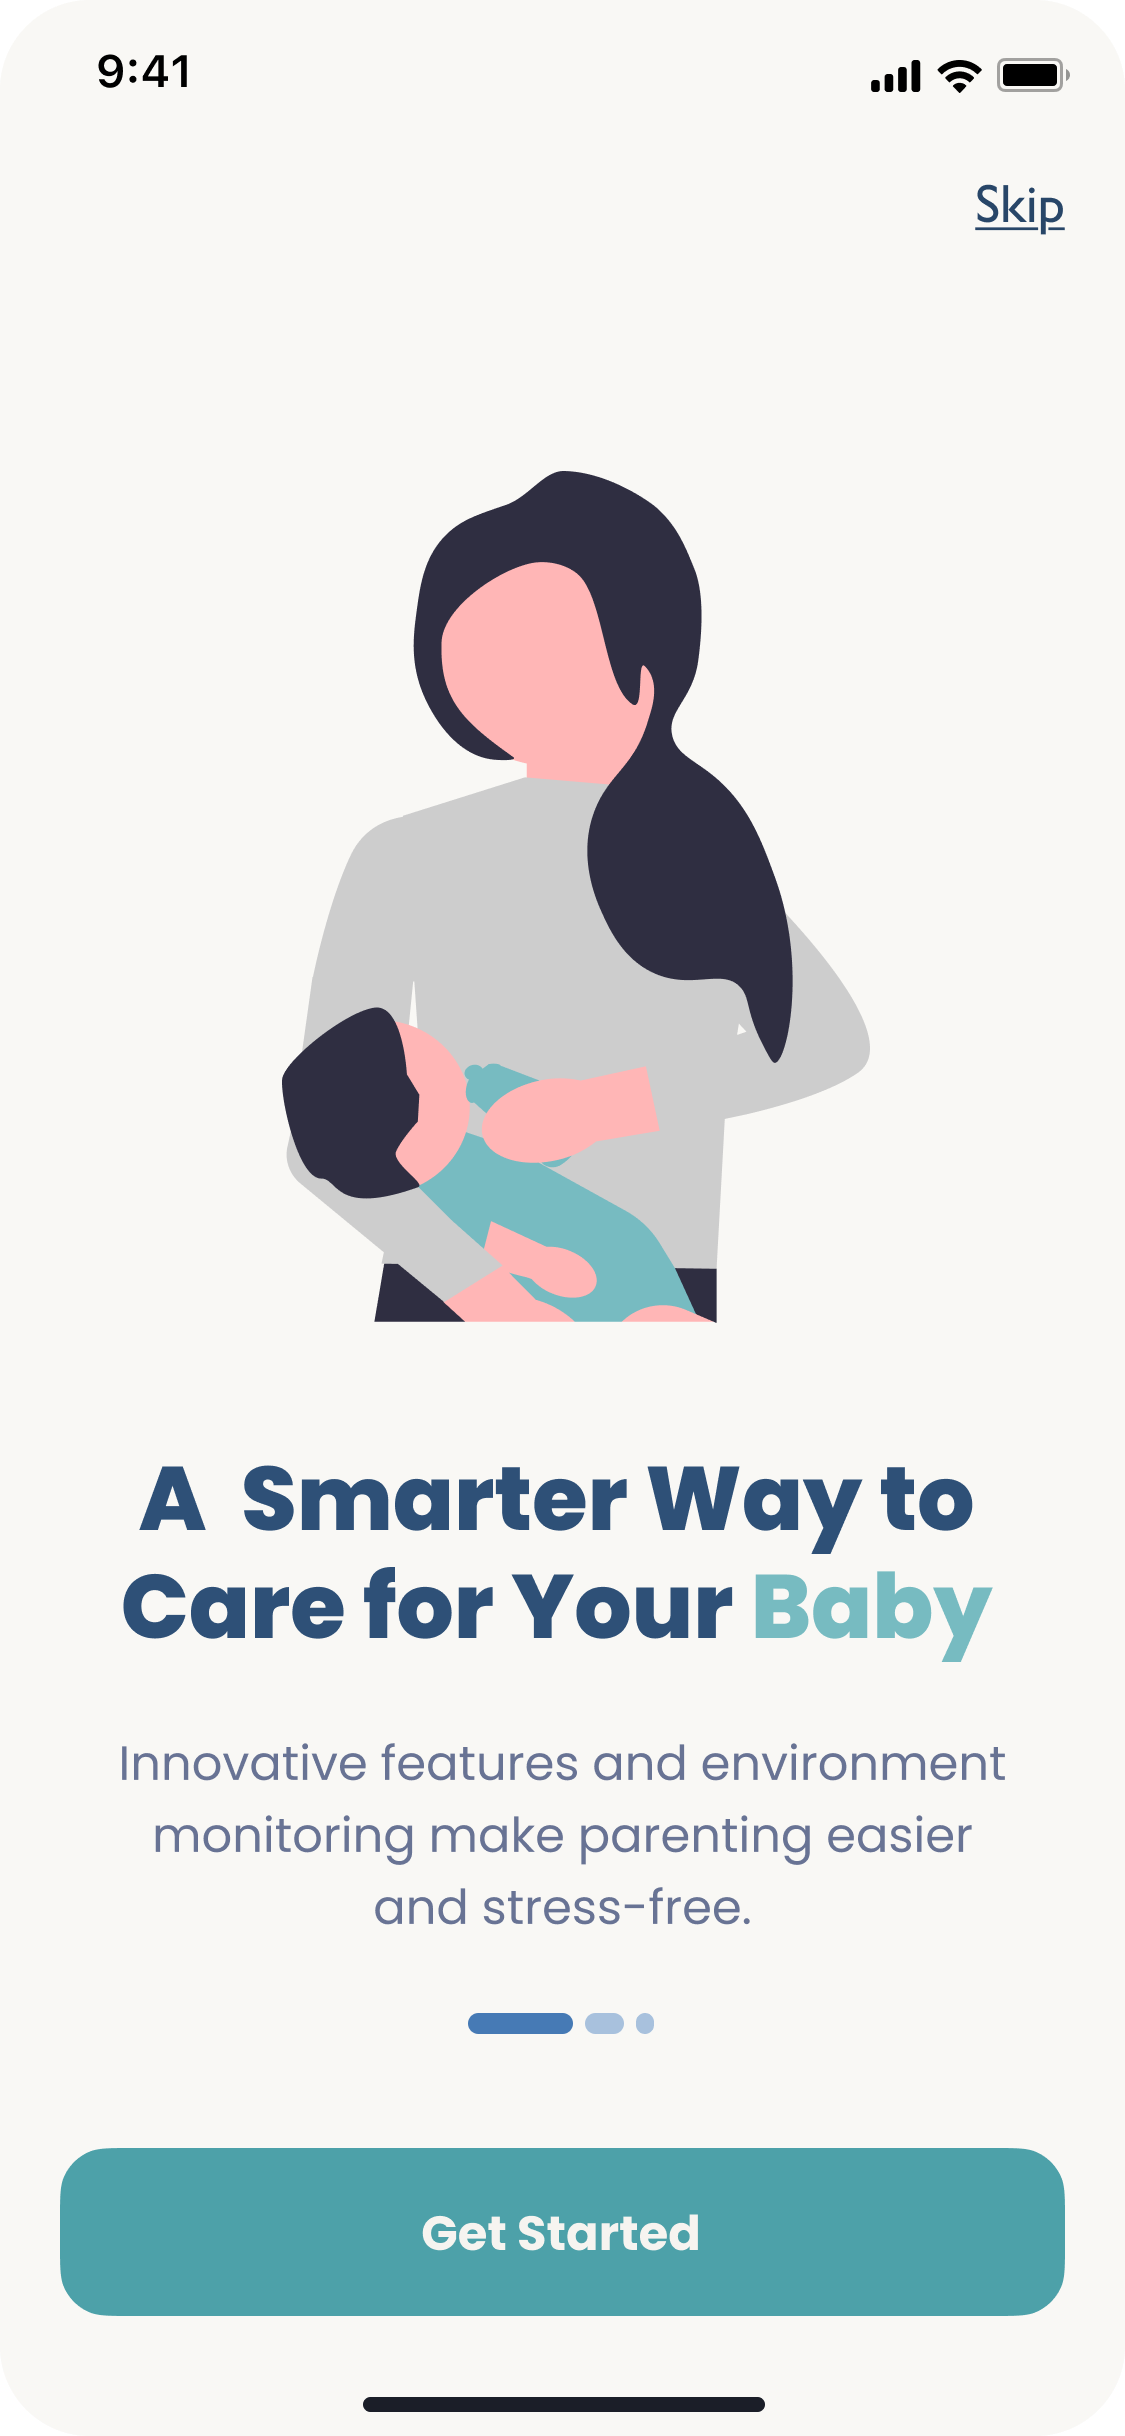 9:41
Skip
A Smarter Way to
Care for Your Baby
Innovative features and environment
monitoring make parenting easier
and stress-free.
Get Started